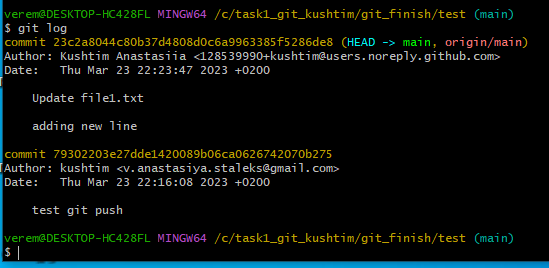 verem@DESKTOP-HC428FL MINGW64 /c/task1_git_kushtim/git_finish/test (main)
$ git log
commit 23c2a8044c80b37d4808d0c6a9963385f5286de8 (HEAD -> main, origin/main)
Author: Kushtim Anastasiia <128539990+kushtim@users.noreply.github.com>
Date:   Thu Mar 23 22:23:47 2023 +0200

    Update file1.txt

    adding new line

commit 79302203e27dde1420089b06ca0626742070b275
Author: kushtim <v.anastasiya.staleks@gmail.com>
Date:   Thu Mar 23 22:16:08 2023 +0200

    test git push

verem@DESKTOP-HC428FL MINGW64 /c/task1_git_kushtim/git_finish/test (main)
$